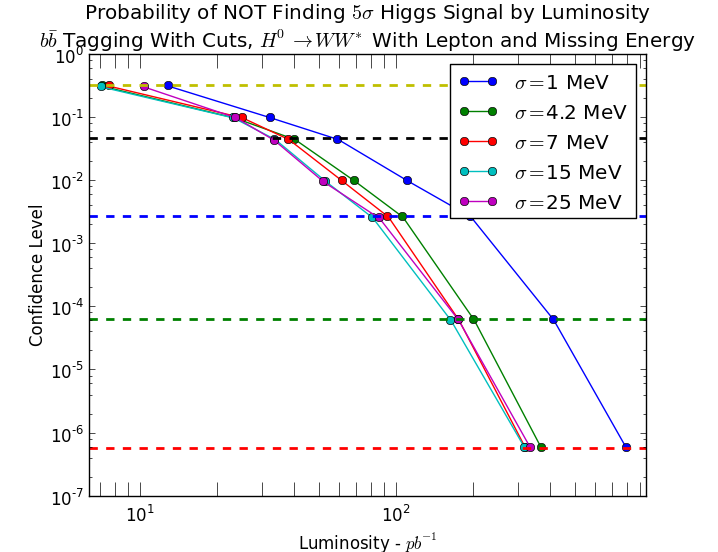 Probability of NOT Finding 5σ Higgs Signal by Luminosity
bb̄ Tagging With Cuts, H⁰ →WW* With Lepton and Missing Energy
10⁰
10⁻¹
10⁻²
10⁻³
10⁻⁴
10⁻⁵
10⁻⁶
10⁻⁷
Confidence Level
σ=1 MeV
σ=4.2 MeV
σ=7 MeV
σ=15 MeV
σ=25 MeV
10¹ 10²
Luminosity - pb⁻¹